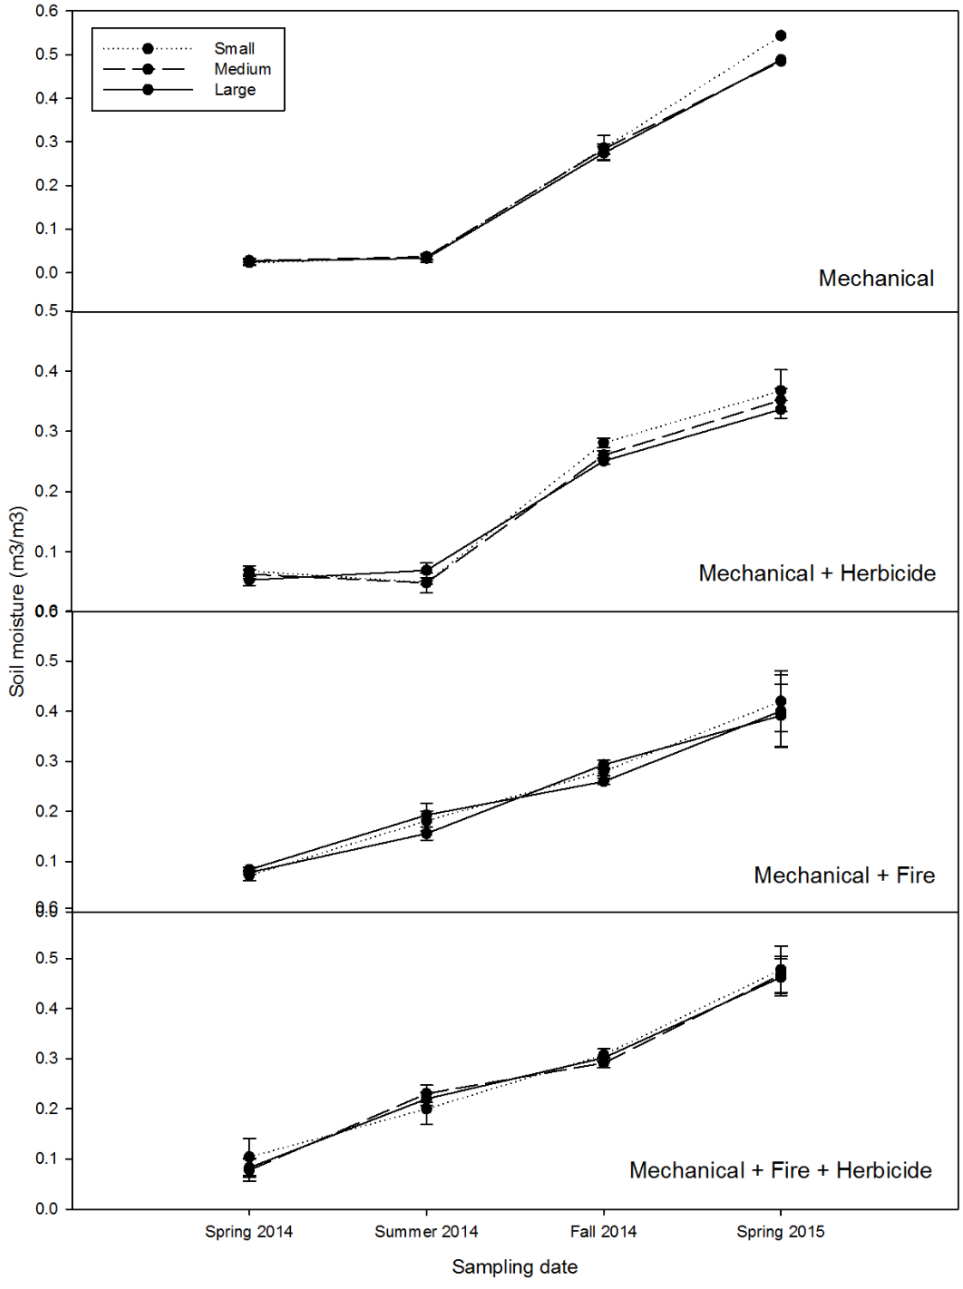 0.6
Small
Medium
Large
0.5
0.4
0.3
0.2
0.1
0.0
Mechanical
0.5
0.4
0.3
0.2
0.1
Mechanical + Herbicide
Soil moisture (m3/m3)
0.5
0.4
0.3
0.2
0.1
Mechanical + Fire
0.5
0.4
0.3
0.2
0.1
Mechanical + Fire + Herbicide
0.0
Spring 2014 Summer 2014 Fall 2014 Spring 2015
Sampling date